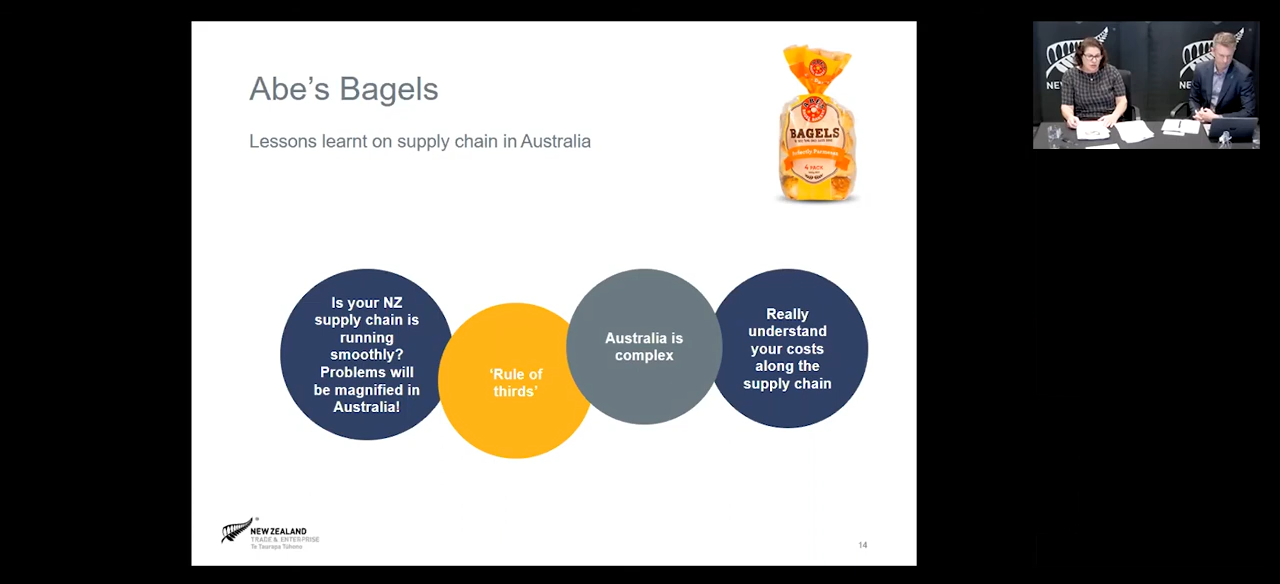 Abe's Bagels
Lessons learnt on supply chain in Australia
BAGELS
4 PACK
Is your NZ
supply chain is
running
smoothly?
Problems will
be magnified in
Australia!
'Rule of
thirds'
Australia is
complex
Really
understand
your costs
along the
supply chain
NEW ZEALAND
TRADE & ENTERPRISE
Te Taurapa Tūhono
14